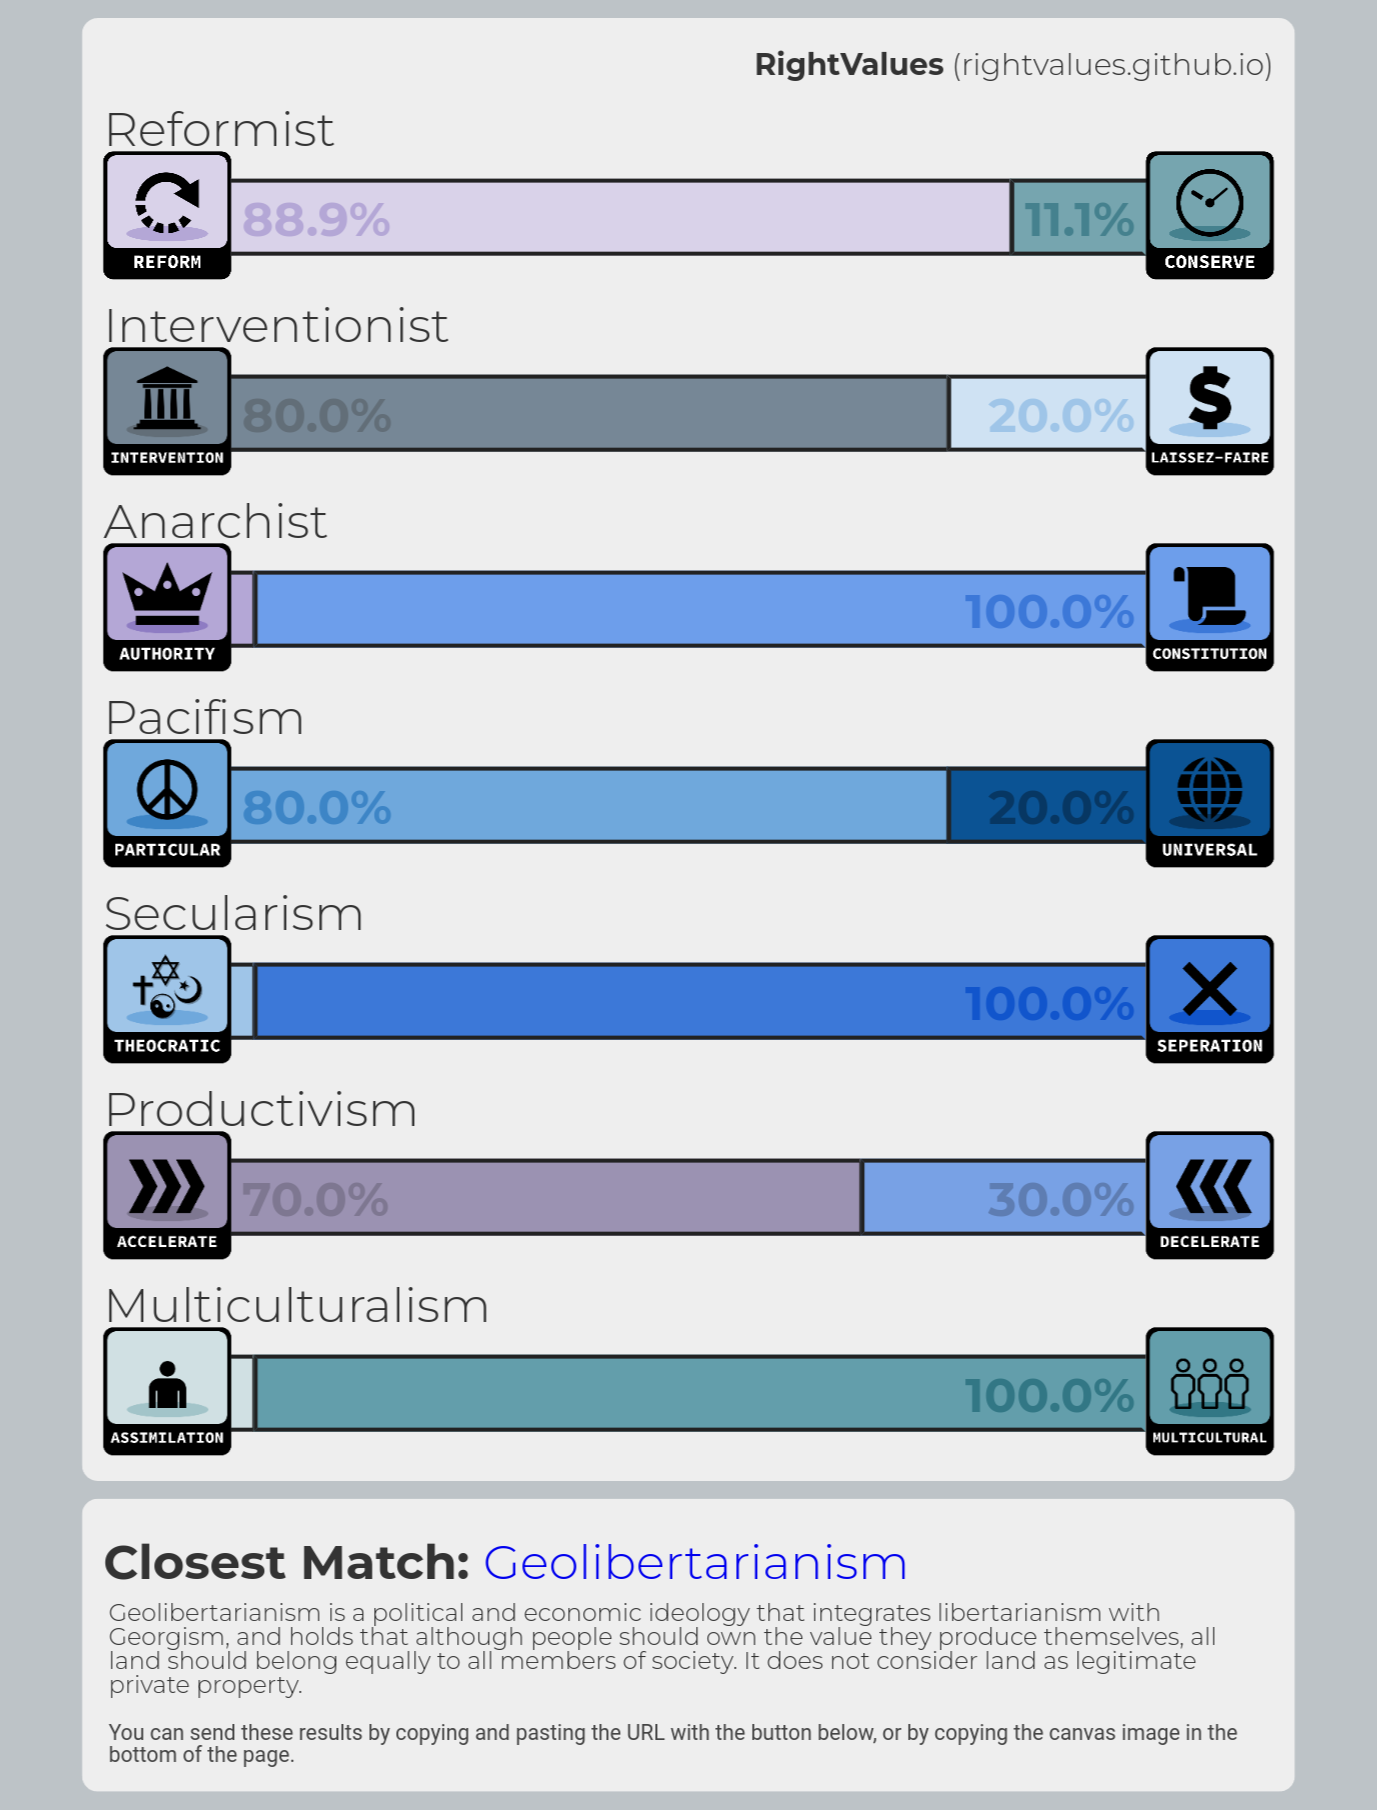 RightValues (rightvalues.github.io)
Reformist
REFORM
88.9%
11.1%
CONSERVE
Interventionist
INTERVENTION
80.0%
20.0%
LAISSEZ-FAIRE
Anarchist
AUTHORITY
100.0%
CONSTITUTION
Pacifism
PARTICULAR
80.0%
20.0%
UNIVERSAL
Secularism
THEOCRATIC
100.0%
SEPERATION
Productivism
ACCELERATE
70.0%
30.0%
DECELERATE
Multiculturalism
ASSIMILATION
100.0%
MULTICULTURAL
Closest Match: Geolibertarianism
Geolibertarianism is a political and economic ideology that integrates libertarianism with
Georgism, and holds that although people should own the value they produce themselves, all
land should belong equally to all members of society. It does not consider land as legitimate
private property.
You can send these results by copying and pasting the URL with the button below, or by copying the canvas image in the
bottom of the page.